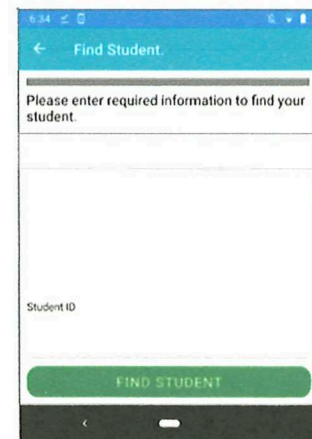 6:34
Find Student.
Please enter required information to find your
student.
Student ID
FIND STUDENT